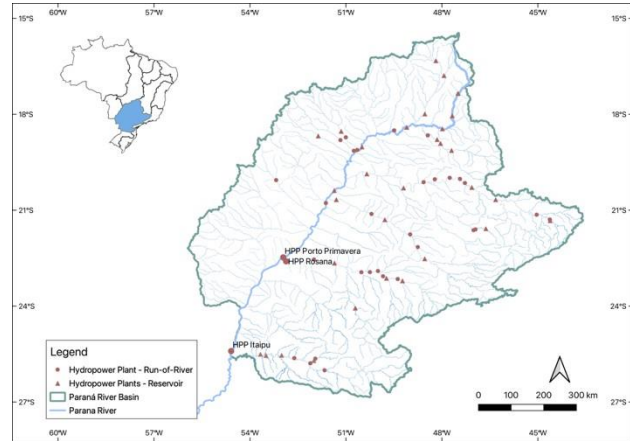 60°W 57°W 54°W 51°W 48°W 45°W
15°S 15°S
18°S 18°S
21°S 21°S
HPP Porto Primavera
HPP Rosana
24°S 24°S
HPP Itaipu
Legend
Hydropower Plant - Run-of-River
Hydropower Plants - Reservoir
Paraná River Basin
Parana River
0 100 200 300 km
27°S 27°S
60°W 57°W 54°W 51°W 48°W 45°W